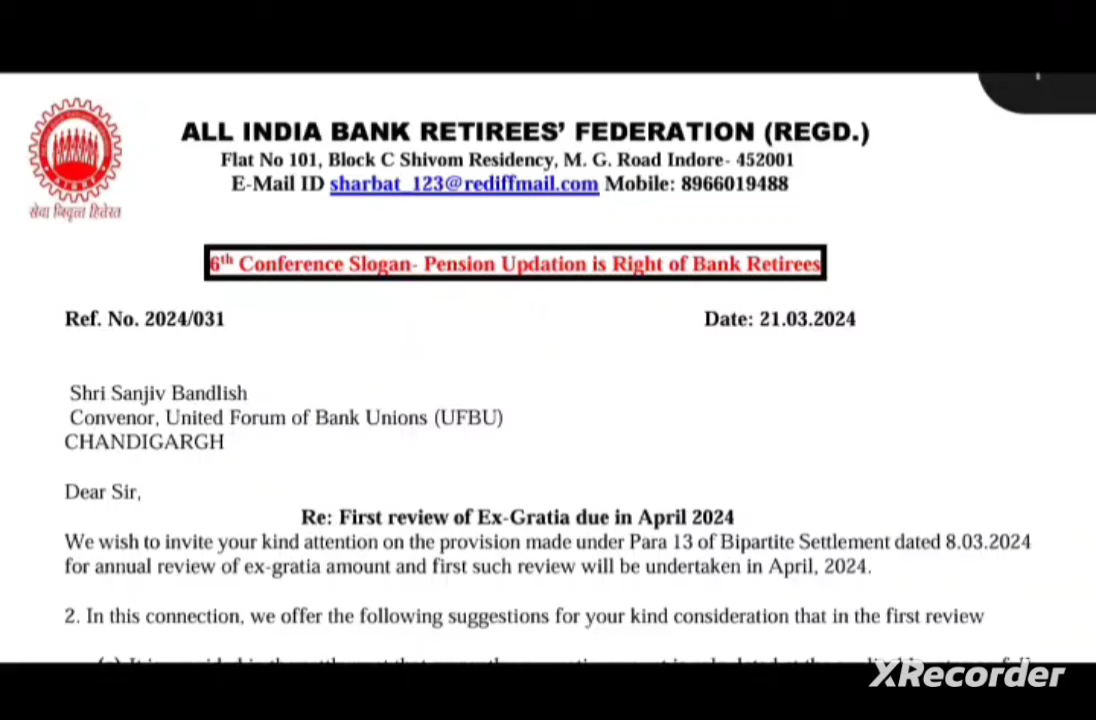 ALL INDIA BANK RETIREES' FEDERATION (REGD.)
Flat No 101, Block C Shivom Residency, M. G. Road Indore- 452001
E-Mail ID sharbat_123@rediffmail.com Mobile: 8966019488
सेवा निवृत्त हितेरत
6th Conference Slogan- Pension Updation is Right of Bank Retirees
Ref. No. 2024/031 Date: 21.03.2024
Shri Sanjiv Bandlish
Convenor, United Forum of Bank Unions (UFBU)
CHANDIGARGH
Dear Sir,
Re: First review of Ex-Gratia due in April 2024
We wish to invite your kind attention on the provision made under Para 13 of Bipartite Settlement dated 8.03.2024
for annual review of ex-gratia amount and first such review will be undertaken in April, 2024.
2. In this connection, we offer the following suggestions for your kind consideration that in the first review
XRecorder